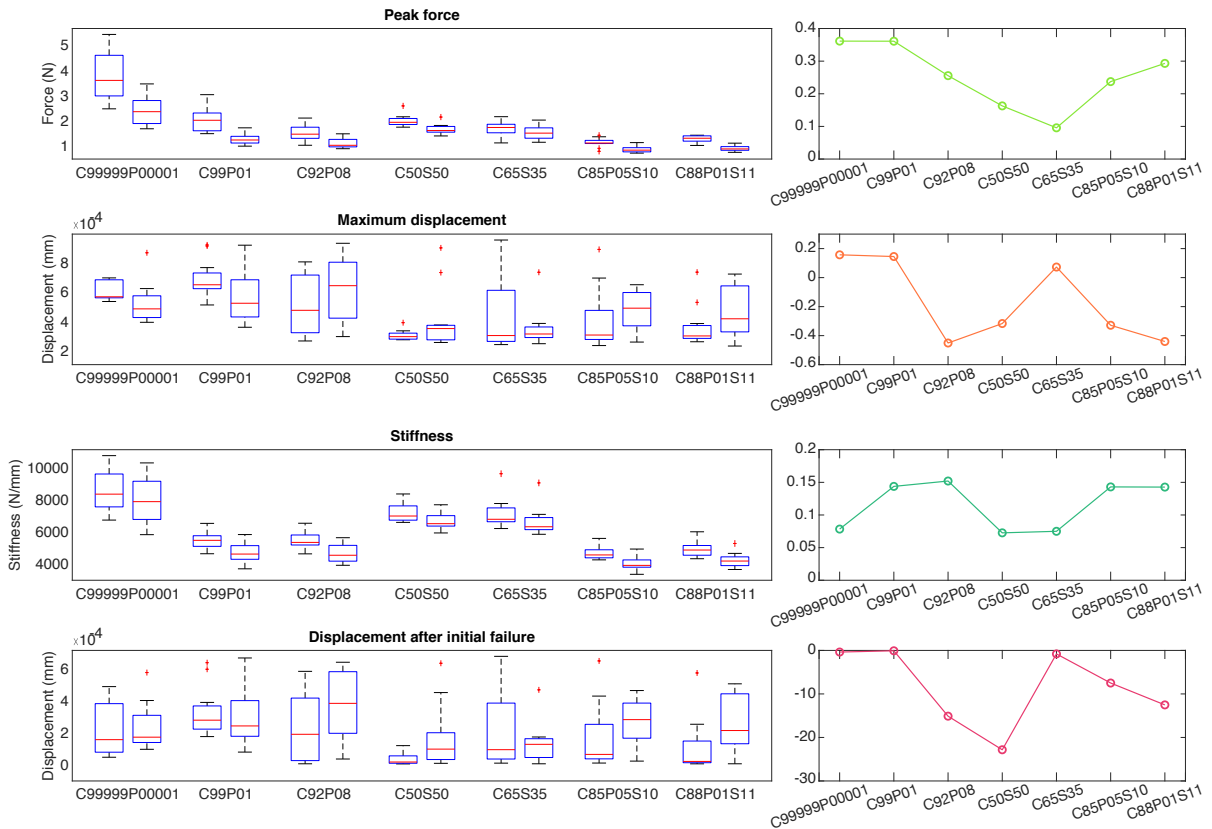 Peak force
Force (N)
5
4
3
2
1
C99999P00001 C99P01 C92P08 C50S50 C65S35 C85P05S10 C88P01S11
0.4
0.3
0.2
0.1
0
C99999P00001 C99P01 C92P08 C50S50 C65S35 C85P05S10 C88P01S11
×10^4
Maximum displacement
Displacement (mm)
8
6
4
2
C99999P00001 C99P01 C92P08 C50S50 C65S35 C85P05S10 C88P01S11
0.2
0
-0.2
-0.4
-0.6
C99999P00001 C99P01 C92P08 C50S50 C65S35 C85P05S10 C88P01S11
Stiffness
Stiffness (N/mm)
10000
8000
6000
4000
C99999P00001 C99P01 C92P08 C50S50 C65S35 C85P05S10 C88P01S11
0.2
0.15
0.1
0.05
0
C99999P00001 C99P01 C92P08 C50S50 C65S35 C85P05S10 C88P01S11
×10^4
Displacement after initial failure
Displacement (mm)
6
4
2
0
C99999P00001 C99P01 C92P08 C50S50 C65S35 C85P05S10 C88P01S11
0
-10
-20
-30
C99999P00001 C99P01 C92P08 C50S50 C65S35 C85P05S10 C88P01S11